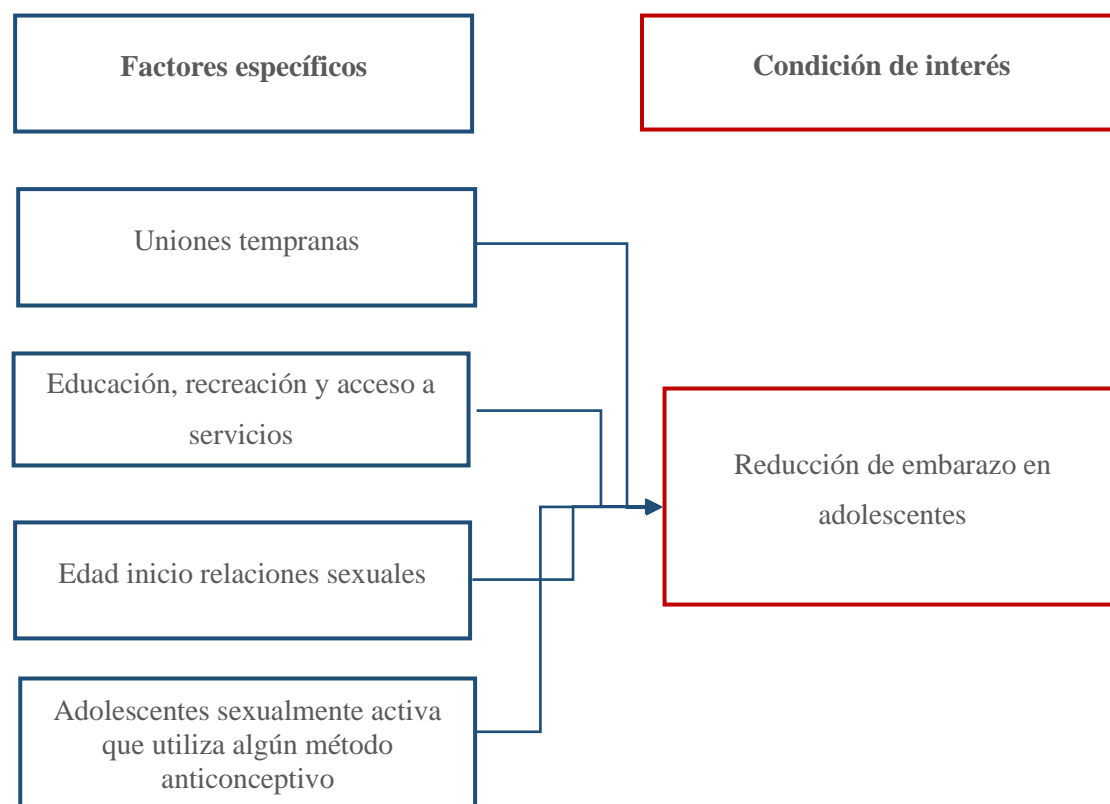 Factores específicos
Condición de interés
Uniones tempranas
Educación, recreación y acceso a
servicios
Edad inicio relaciones sexuales
Adolescentes sexualmente activa
que utiliza algún método
anticonceptivo
Reducción de embarazo en
adolescentes